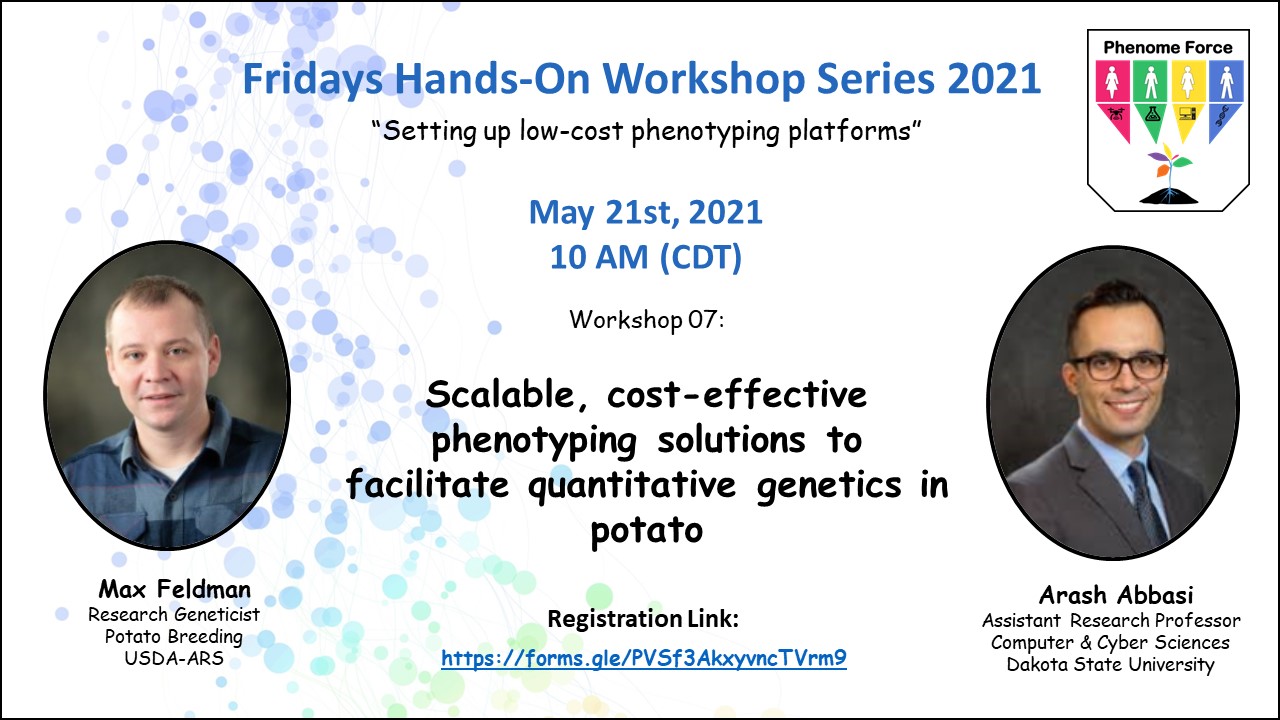 Phenome Force
Fridays Hands-On Workshop Series 2021
“Setting up low-cost phenotyping platforms”
May 21st, 2021
10 AM (CDT)
Workshop 07:
Scalable, cost-effective
phenotyping solutions to
facilitate quantitative genetics in
potato
Max Feldman
Research Geneticist
Potato Breeding
USDA-ARS
Arash Abbasi
Assistant Research Professor
Computer & Cyber Sciences
Dakota State University
Registration Link:
https://forms.gle/PVSf3AkxyvncTVrm9